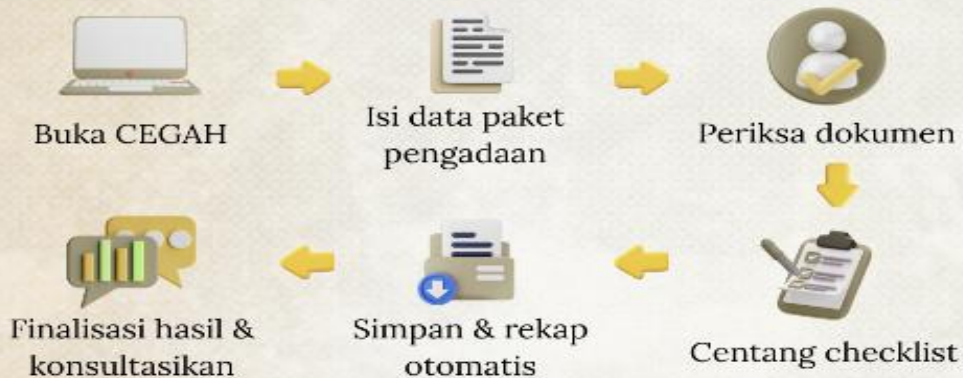 Buka CEGAH
Isi data paket
pengadaan
Periksa dokumen
Centang checklist
Simpan & rekap
otomatis
Finalisasi hasil &
konsultasikan